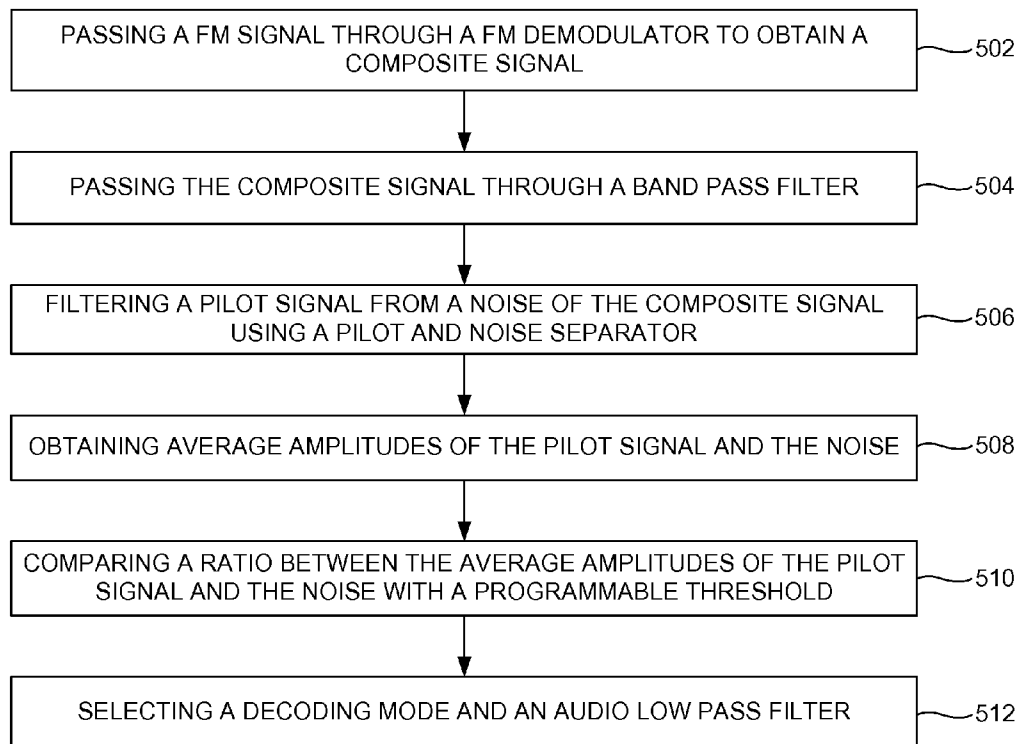 PASSING A FM SIGNAL THROUGH A FM DEMODULATOR TO OBTAIN A
COMPOSITE SIGNAL
502
PASSING THE COMPOSITE SIGNAL THROUGH A BAND PASS FILTER
504
FILTERING A PILOT SIGNAL FROM A NOISE OF THE COMPOSITE SIGNAL
USING A PILOT AND NOISE SEPARATOR
506
OBTAINING AVERAGE AMPLITUDES OF THE PILOT SIGNAL AND THE NOISE
508
COMPARING A RATIO BETWEEN THE AVERAGE AMPLITUDES OF THE PILOT
SIGNAL AND THE NOISE WITH A PROGRAMMABLE THRESHOLD
510
SELECTING A DECODING MODE AND AN AUDIO LOW PASS FILTER
512